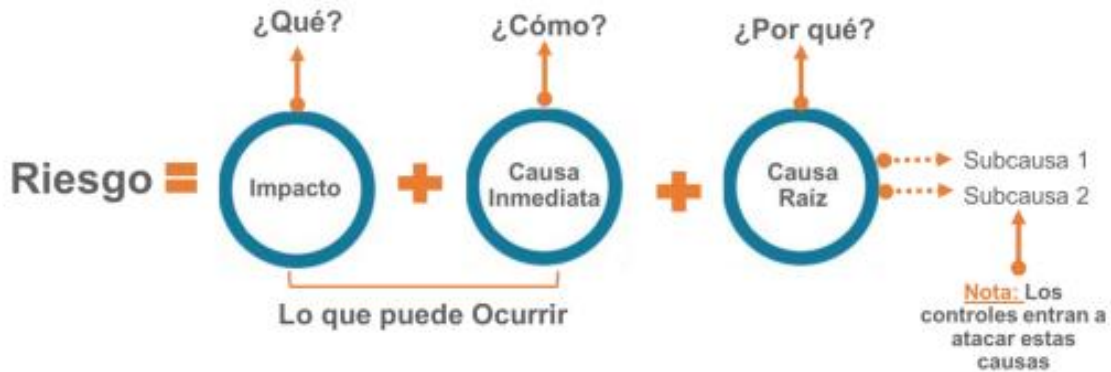 ¿Qué?
¿Cómo?
¿Por qué?
Riesgo =
Impacto
+
Causa
Inmediata
+
Causa
Raíz
Subcausa 1
Subcausa 2
Lo que puede Ocurrir
Nota: Los
controles entran a
atacar estas
causas